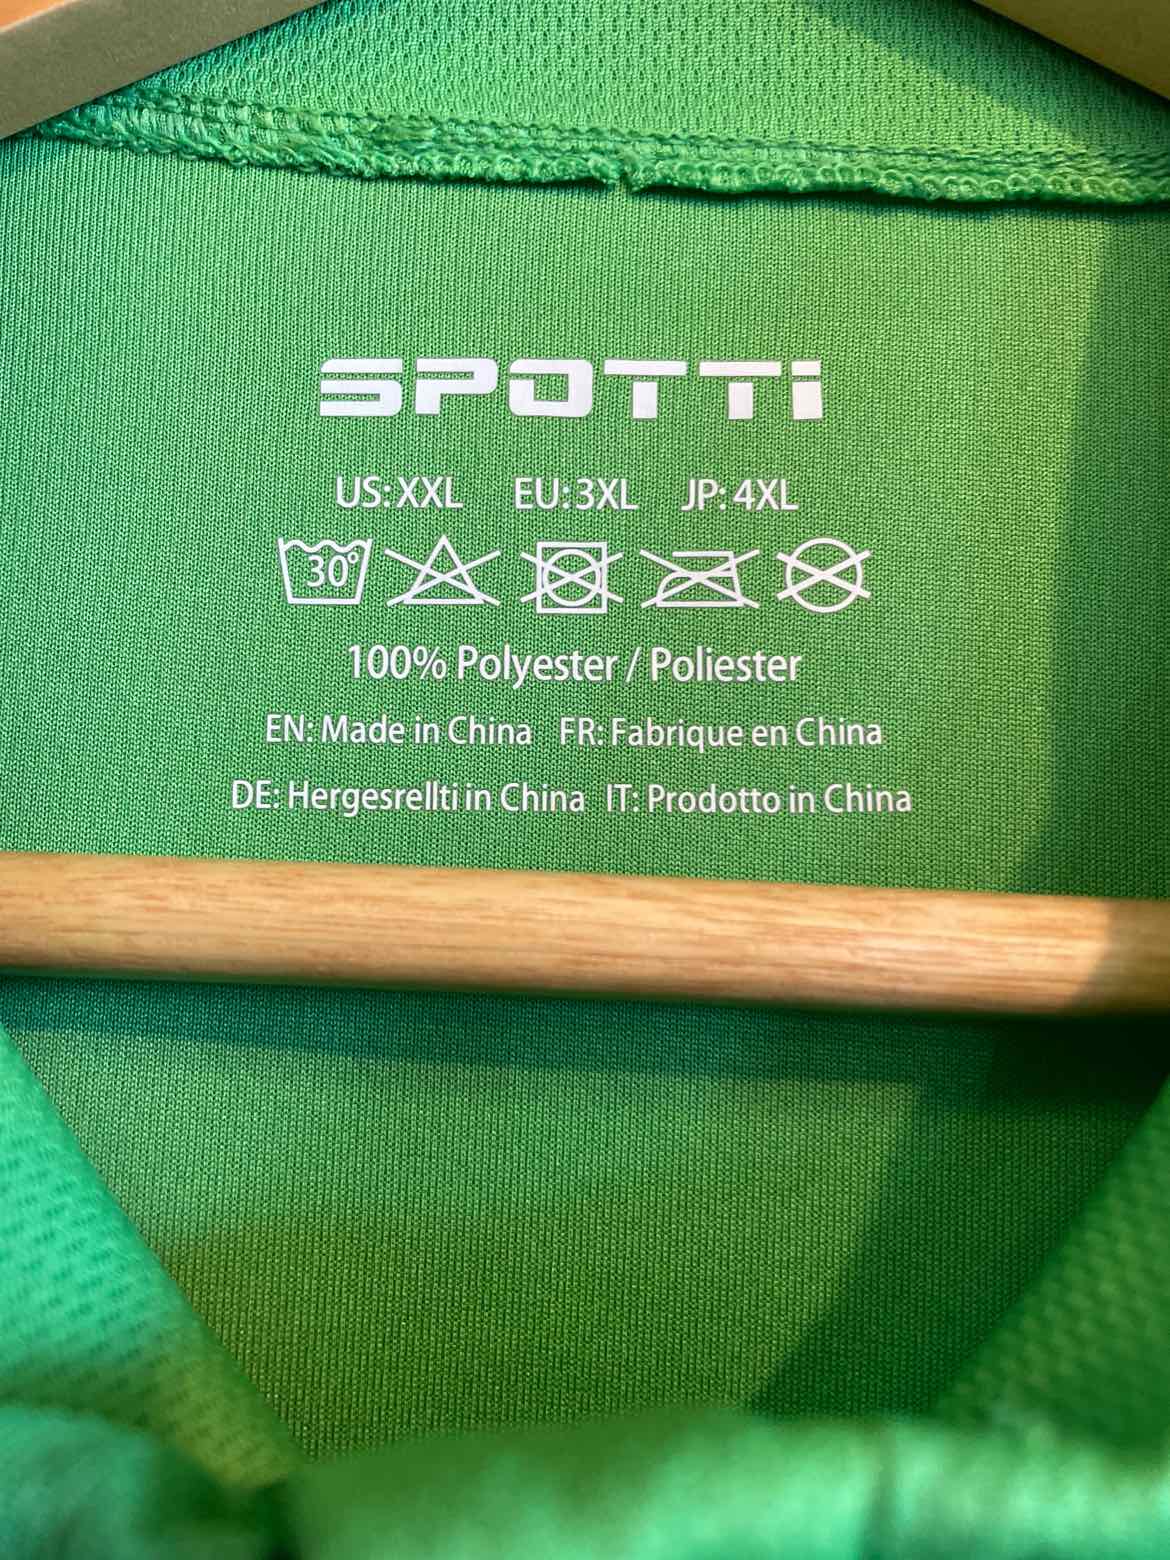 SPOTTI
US: XXL EU: 3XL JP: 4XL
30°
100% Polyester / Poliester
EN: Made in China FR: Fabrique en China
DE: Hergesrellti in China IT: Prodotto in China